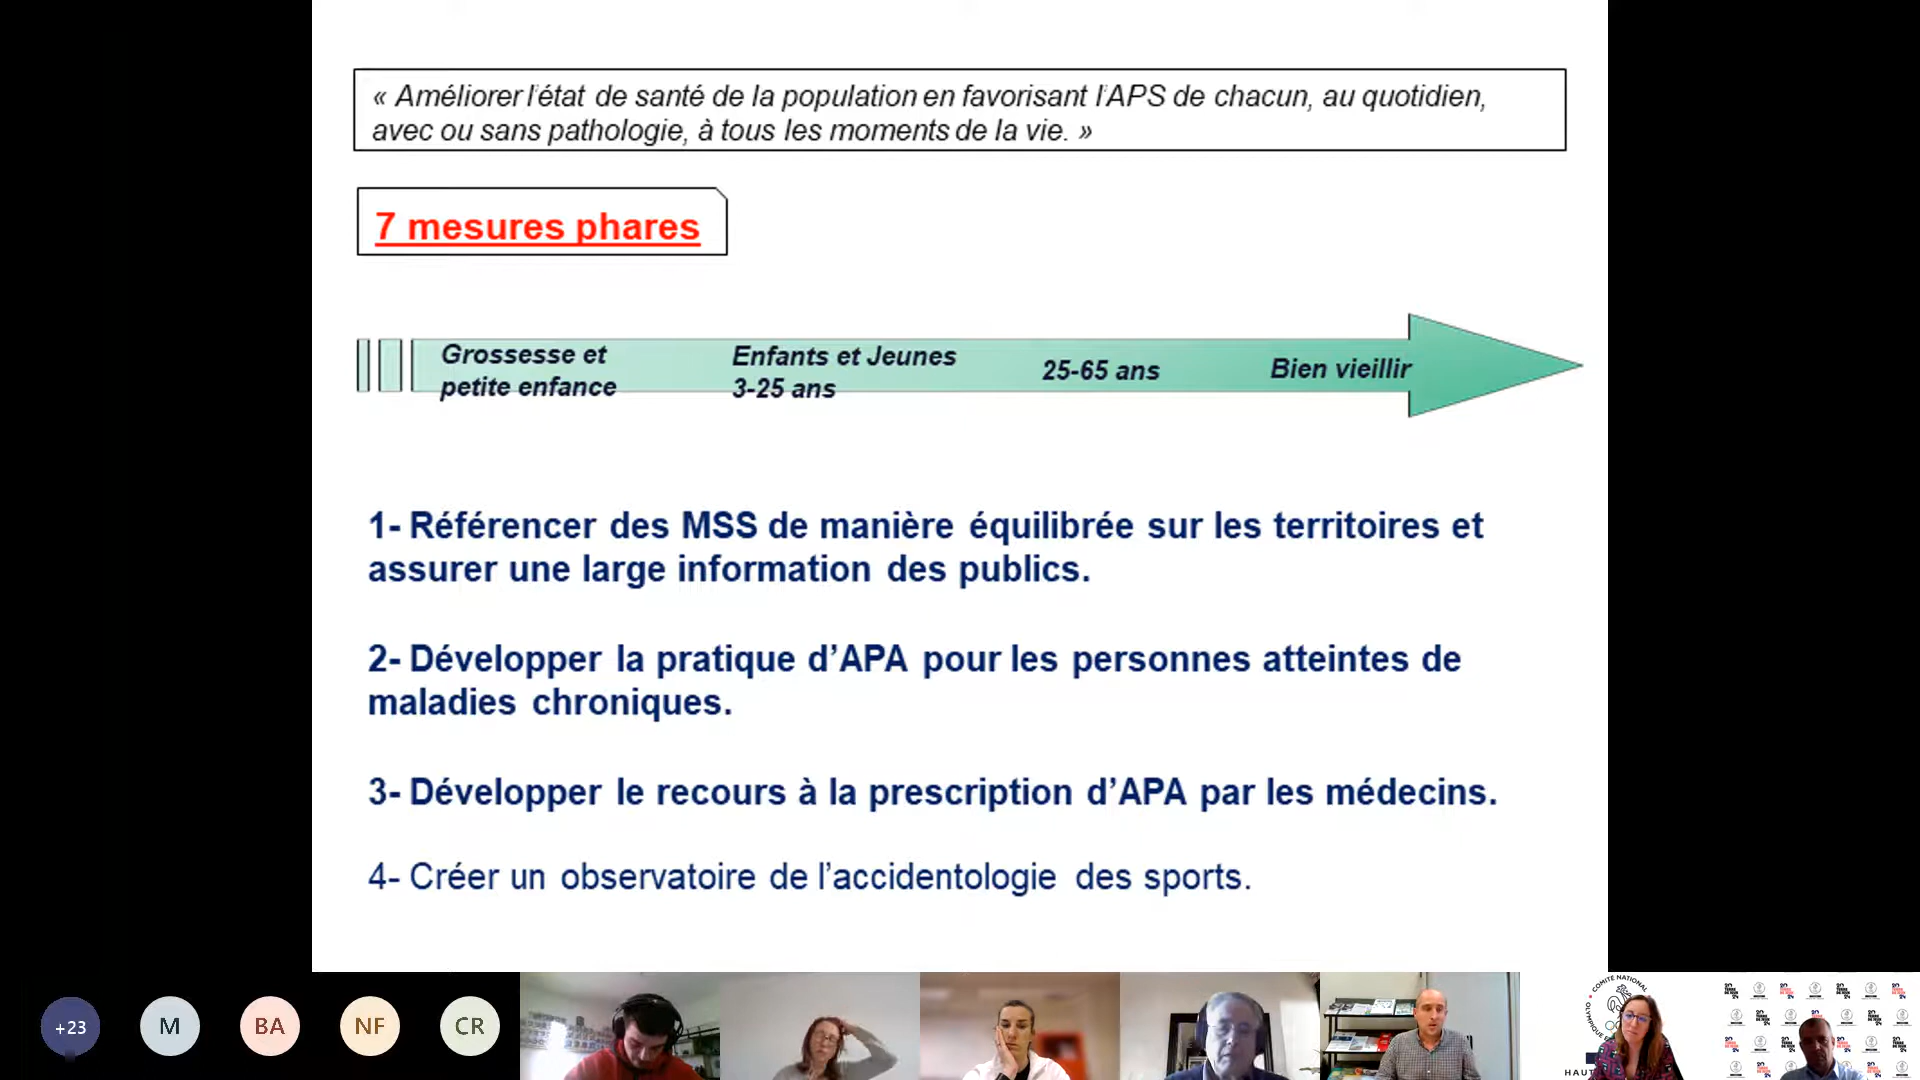 « Améliorer l'état de santé de la population en favorisant l'APS de chacun, au quotidien,
avec ou sans pathologie, à tous les moments de la vie. »
7 mesures phares
Grossesse et
petite enfance
Enfants et Jeunes
3-25 ans
25-65 ans
Bien vieillir
1- Référencer des MSS de manière équilibrée sur les territoires et
assurer une large information des publics.
2- Développer la pratique d’APA pour les personnes atteintes de
maladies chroniques.
3- Développer le recours à la prescription d’APA par les médecins.
4- Créer un observatoire de l’accidentologie des sports.
+23
M
BA
NF
CR
COMITÉ NATIONAL
OLYMPIQUE
HAUT